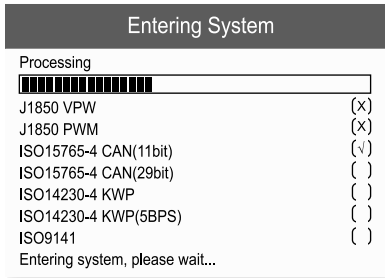 Entering System
Processing
J1850 VPW (X)
J1850 PWM (X)
ISO15765-4 CAN(11bit) (√)
ISO15765-4 CAN(29bit) ( )
ISO14230-4 KWP ( )
ISO14230-4 KWP(5BPS) ( )
ISO9141 ( )
Entering system, please wait...